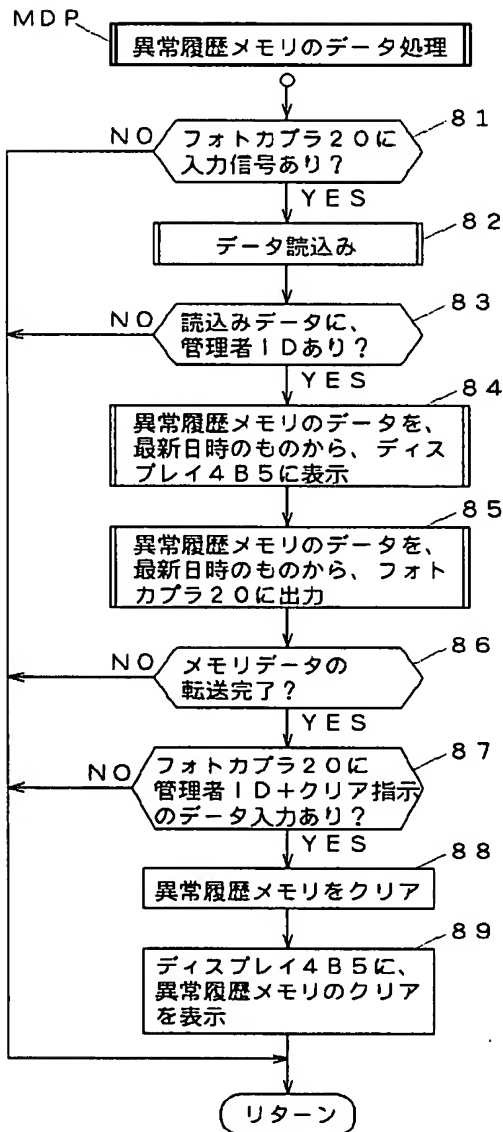 MDP
異常履歴メモリのデータ処理
81
NO
フォトカプラ20に
入力信号あり？
YES
82
データ読込み
83
NO
読込みデータに、
管理者IDあり？
YES
84
異常履歴メモリのデータを、
最新日時のものから、ディス
プレイ4B5に表示
85
異常履歴メモリのデータを、
最新日時のものから、フォト
カプラ20に出力
86
NO
メモリデータの
転送完了？
YES
87
NO
フォトカプラ20に
管理者ID+クリア指示
のデータ入力あり？
YES
88
異常履歴メモリをクリア
89
ディスプレイ4B5に、
異常履歴メモリのクリア
を表示
リターン